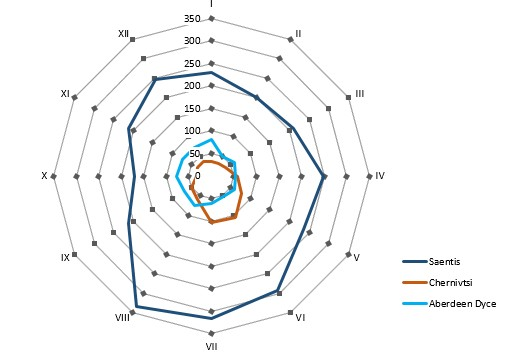 I
II
III
IV
V
VI
VII
VIII
IX
X
XI
XII
350
300
250
200
150
100
50
0
Saentis
Chernivtsi
Aberdeen Dyce